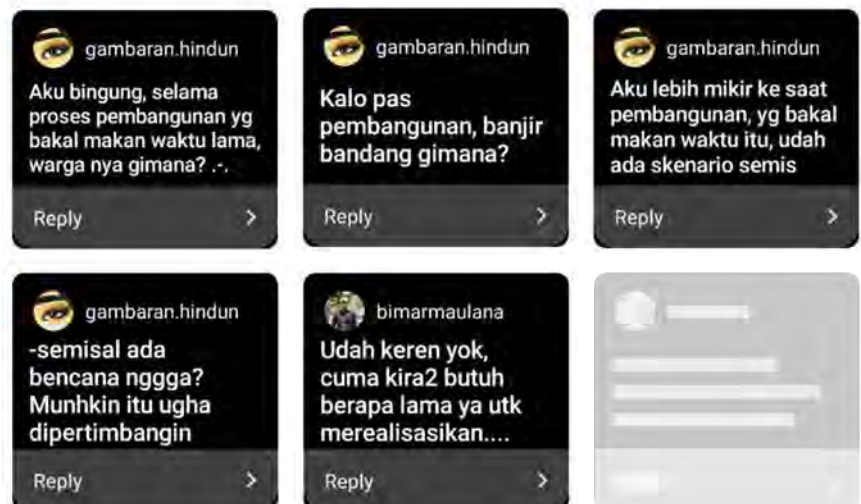 gambaran.hindun
Aku bingung, selama
proses pembangunan yg
bakal makan waktu lama,
warga nya gimana? .-.
Reply >
gambaran.hindun
Kalo pas
pembangunan, banjir
bandang gimana?
Reply >
gambaran.hindun
Aku lebih mikir ke saat
pembangunan, yg bakal
makan waktu itu, udah
ada skenario semis
Reply >
gambaran.hindun
-semisal ada
bencana nggga?
Munhkin itu ugha
dipertimbangin
Reply >
bimarmaulana
Udah keren yok,
cuma kira2 butuh
berapa lama ya utk
merealisasikan....
Reply >